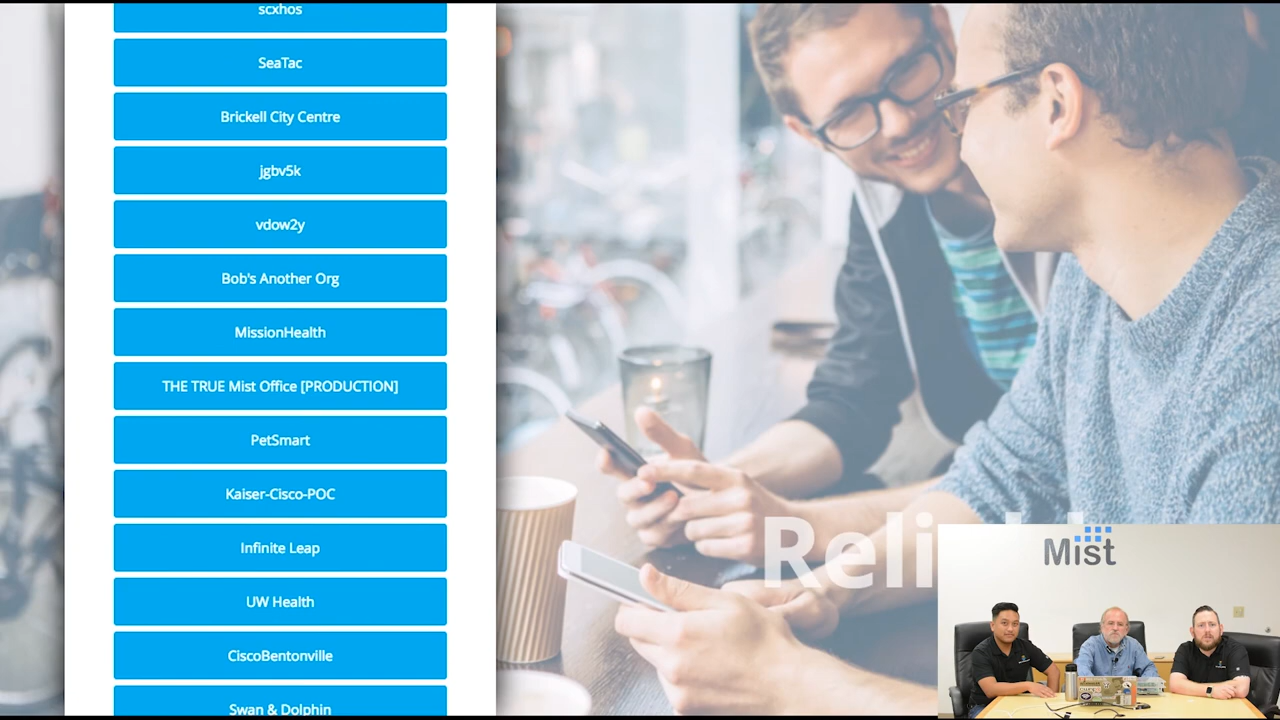 scxhos
SeaTac
Brickell City Centre
jgbv5k
vdow2y
Bob's Another Org
MissionHealth
THE TRUE Mist Office [PRODUCTION]
PetSmart
Kaiser-Cisco-POC
Infinite Leap
UW Health
CiscoBentonville
Swan & Dolphin
Reli
Mist